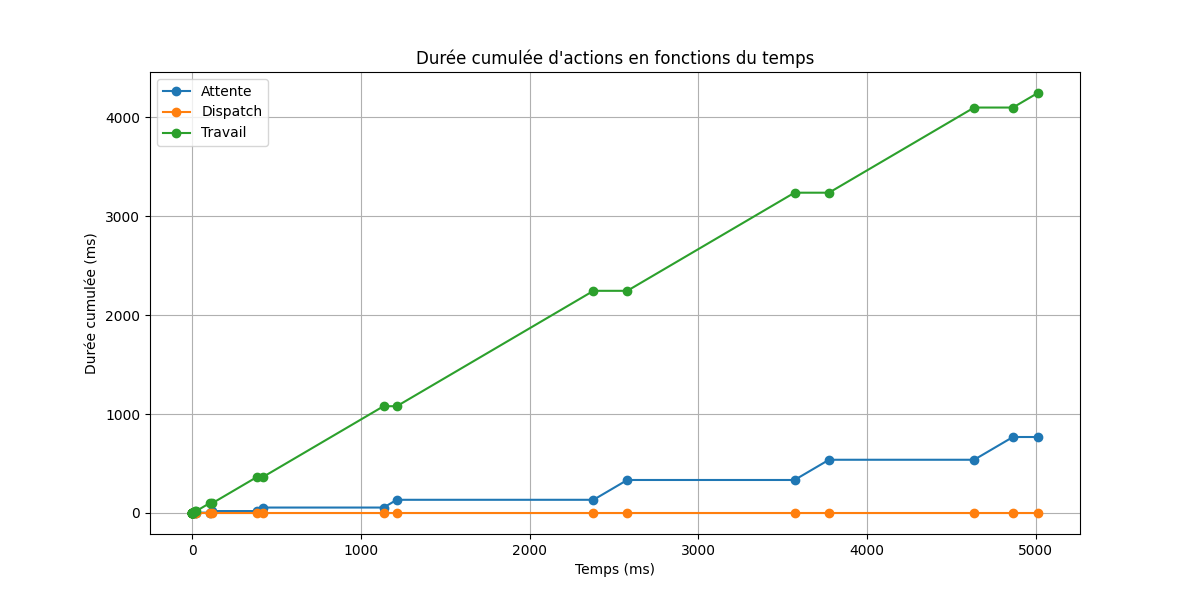 Durée cumulée d'actions en fonctions du temps
Attente
Dispatch
Travail
4000
3000
2000
1000
0
Durée cumulée (ms)
0
1000
2000
3000
4000
5000
Temps (ms)